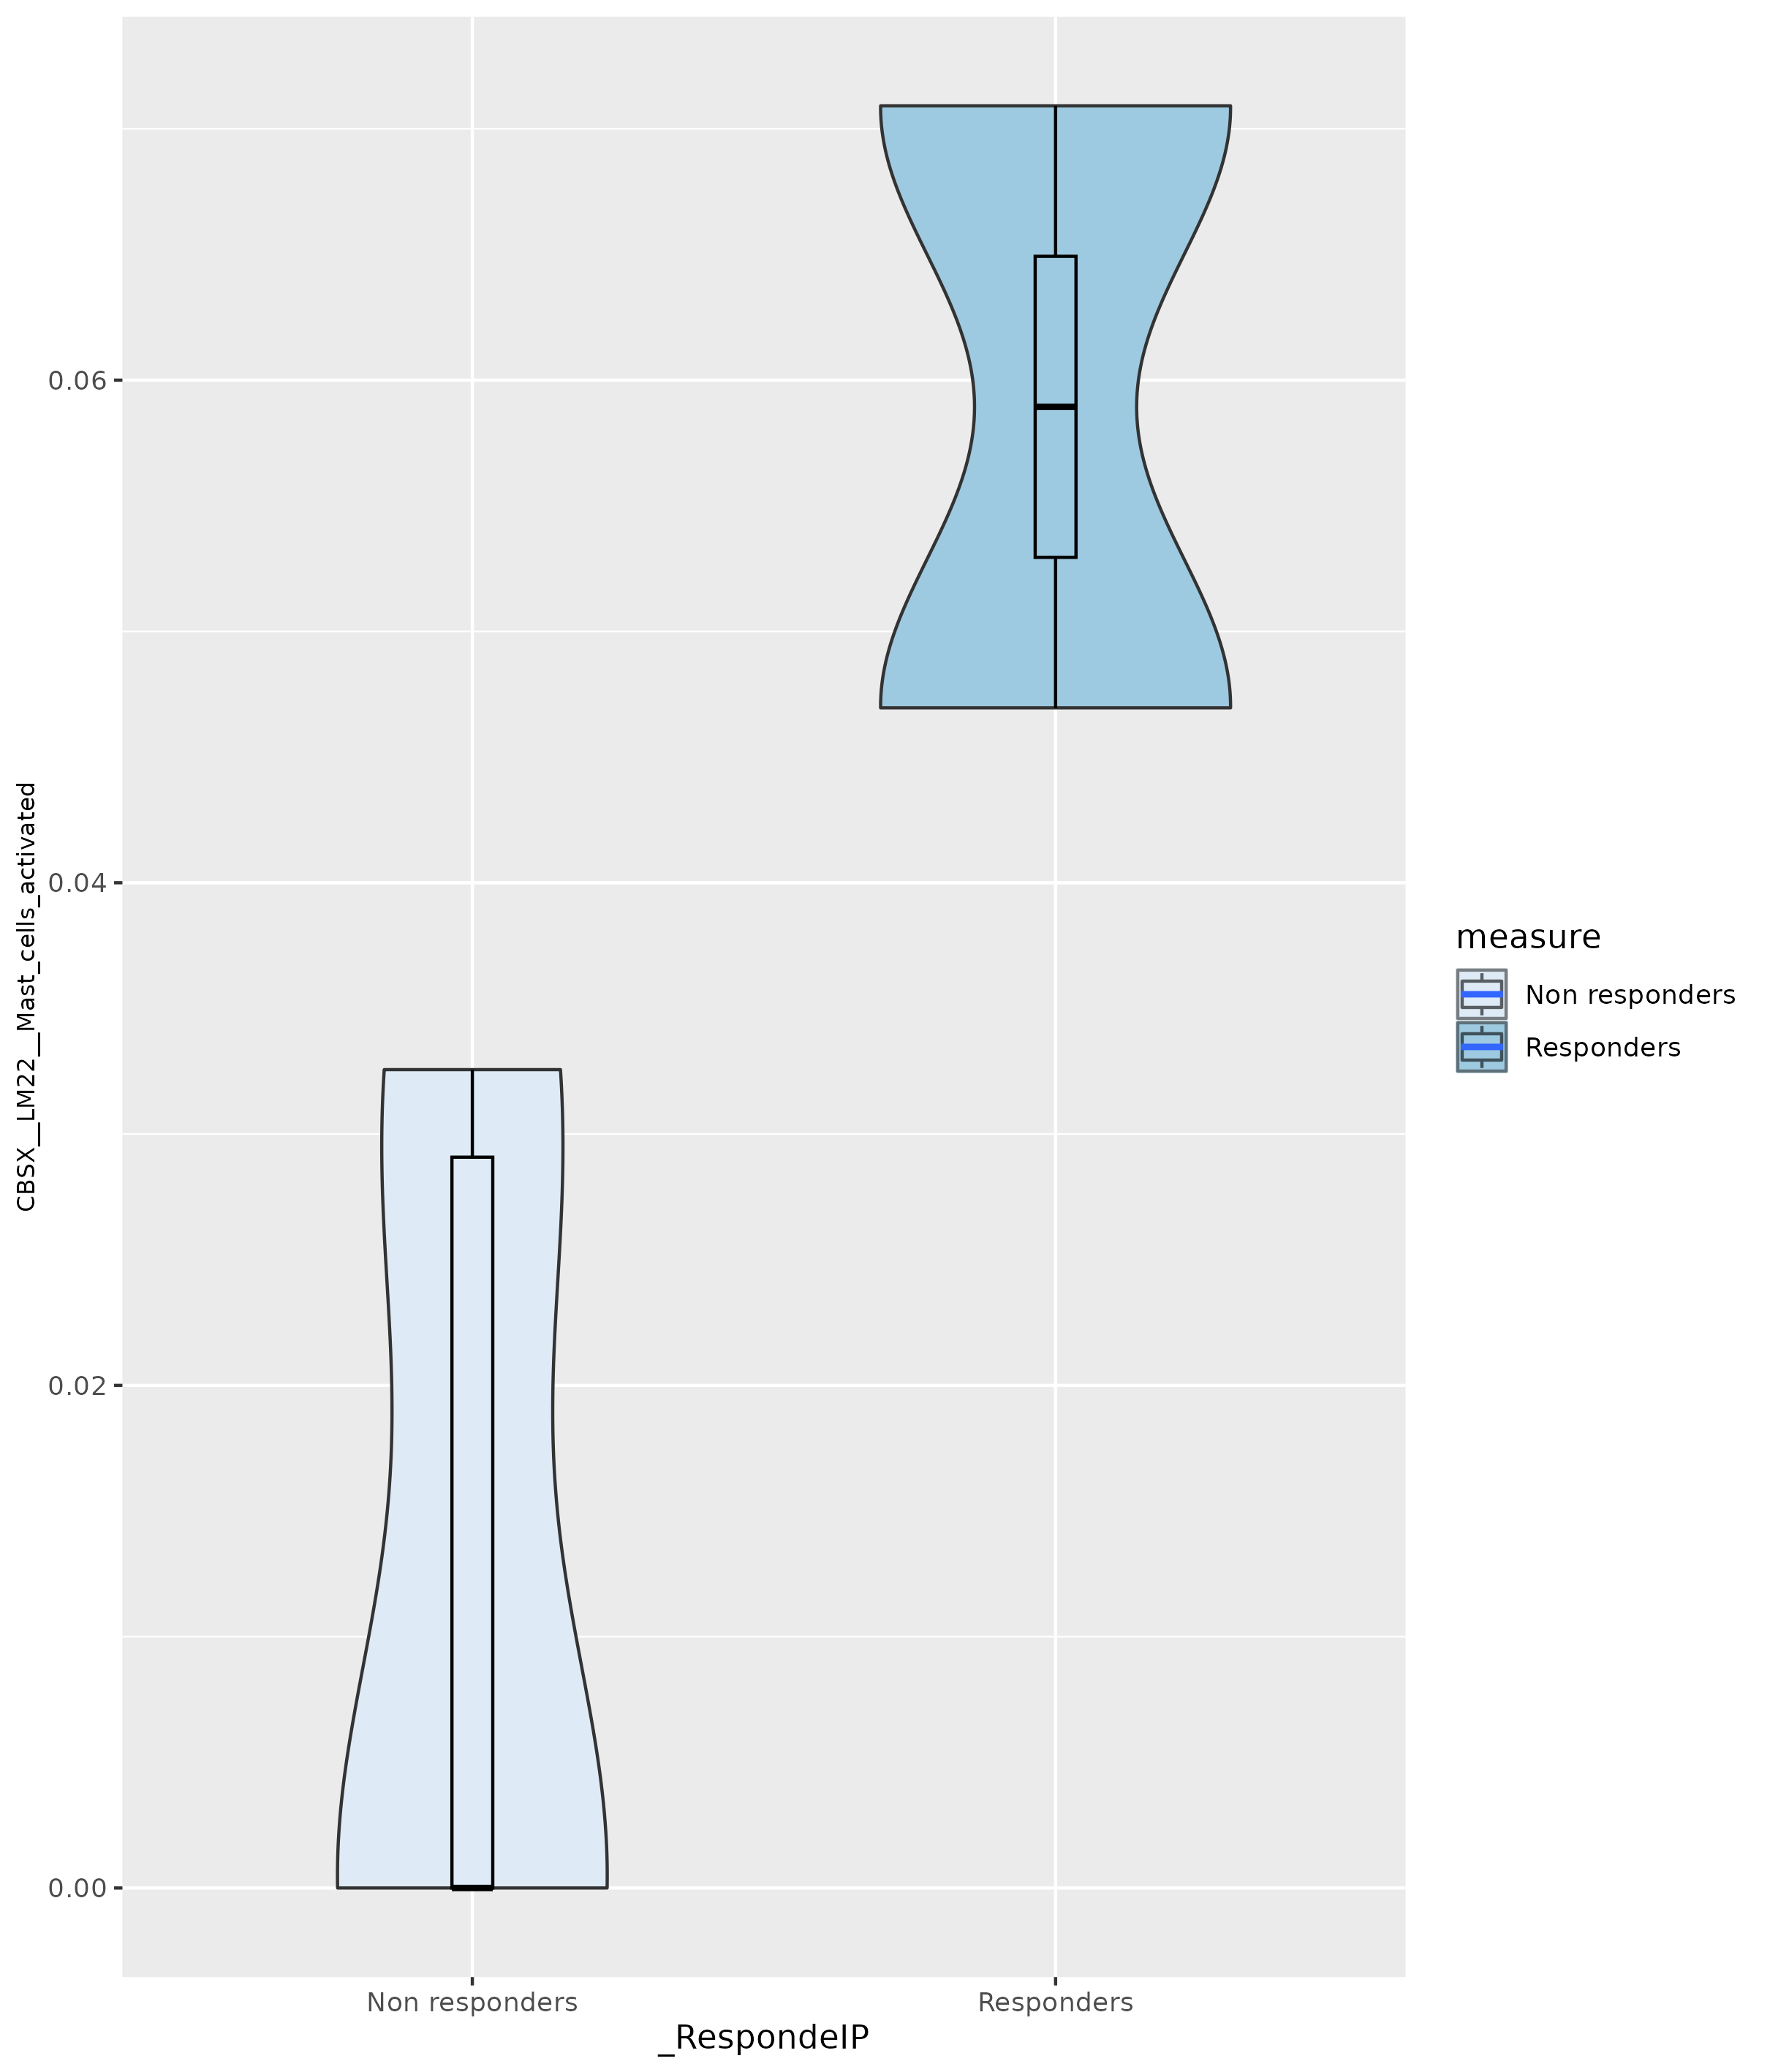 CBSX__LM22__Mast_cells_activated
0.06
0.04
0.02
0.00
Non responders
Responders
_RespondeIP
measure
Non responders
Responders